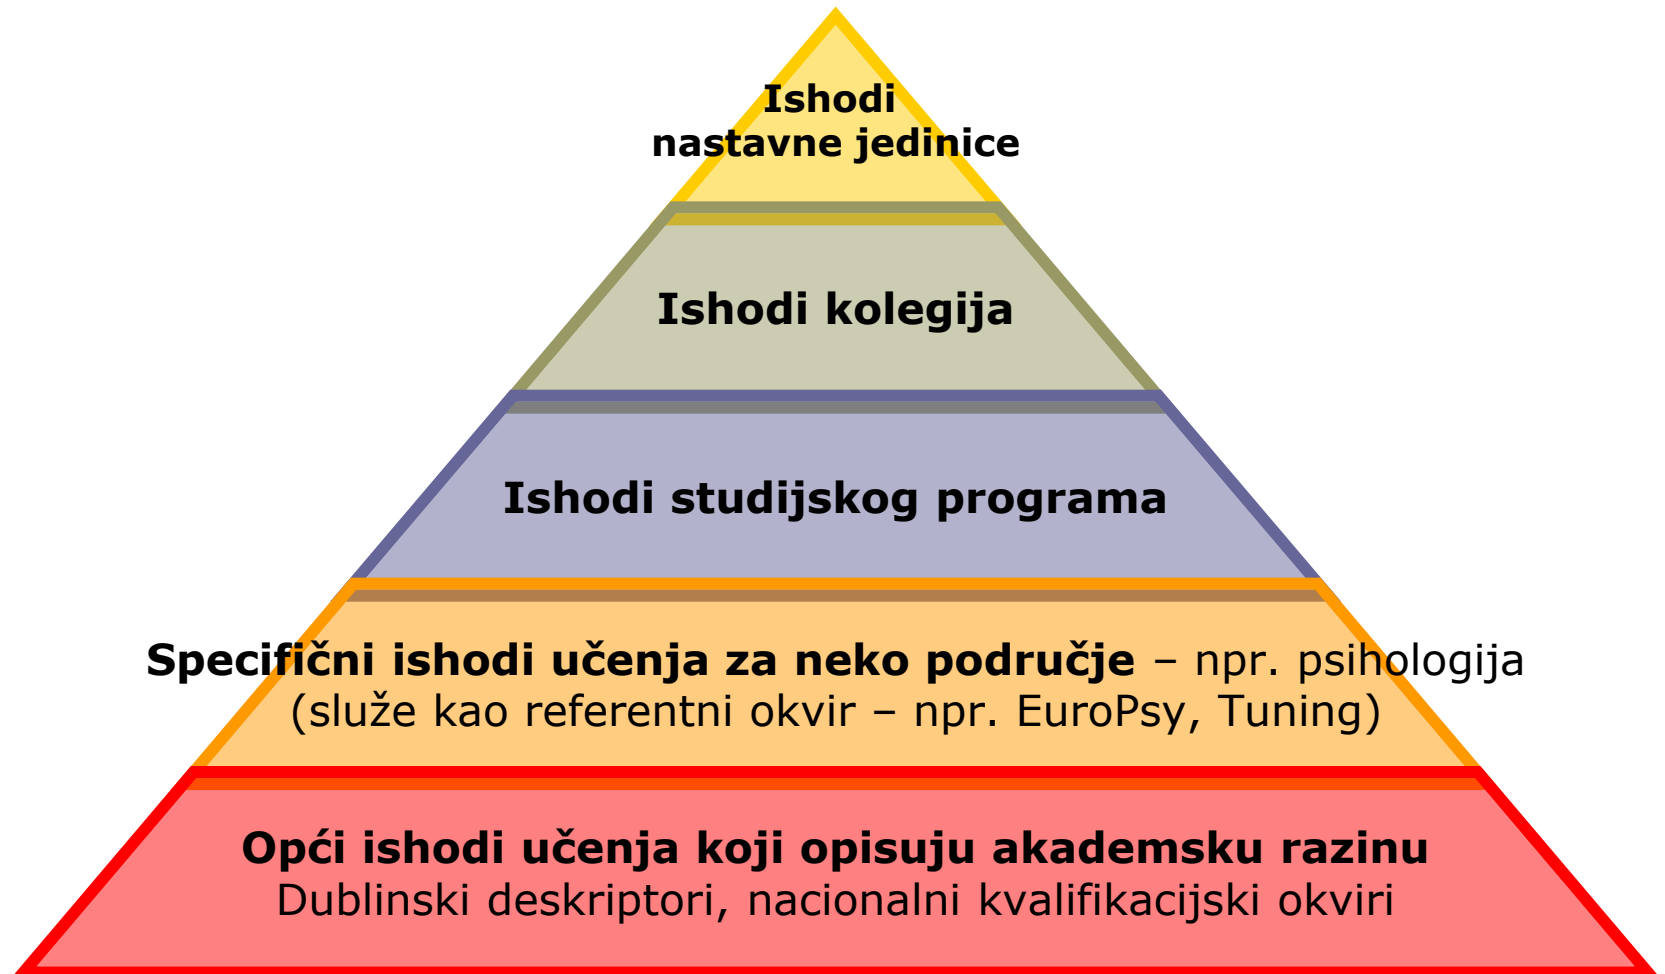 Ishodi
nastavne jedinice
Ishodi kolegija
Ishodi studijskog programa
Specifični ishodi učenja za neko područje – npr. psihologija
(služe kao referentni okvir – npr. EuroPsy, Tuning)
Opći ishodi učenja koji opisuju akademsku razinu
Dublinski deskriptori, nacionalni kvalifikacijski okviri